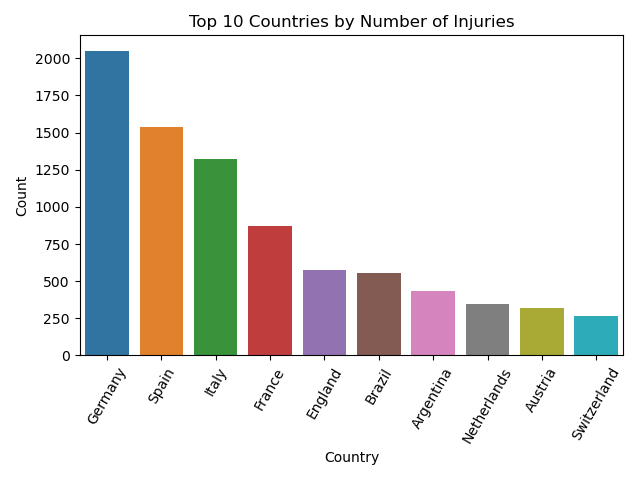 Top 10 Countries by Number of Injuries
Count
2000
1750
1500
1250
1000
750
500
250
0
Germany
Spain
Italy
France
England
Brazil
Argentina
Netherlands
Austria
Switzerland
Country